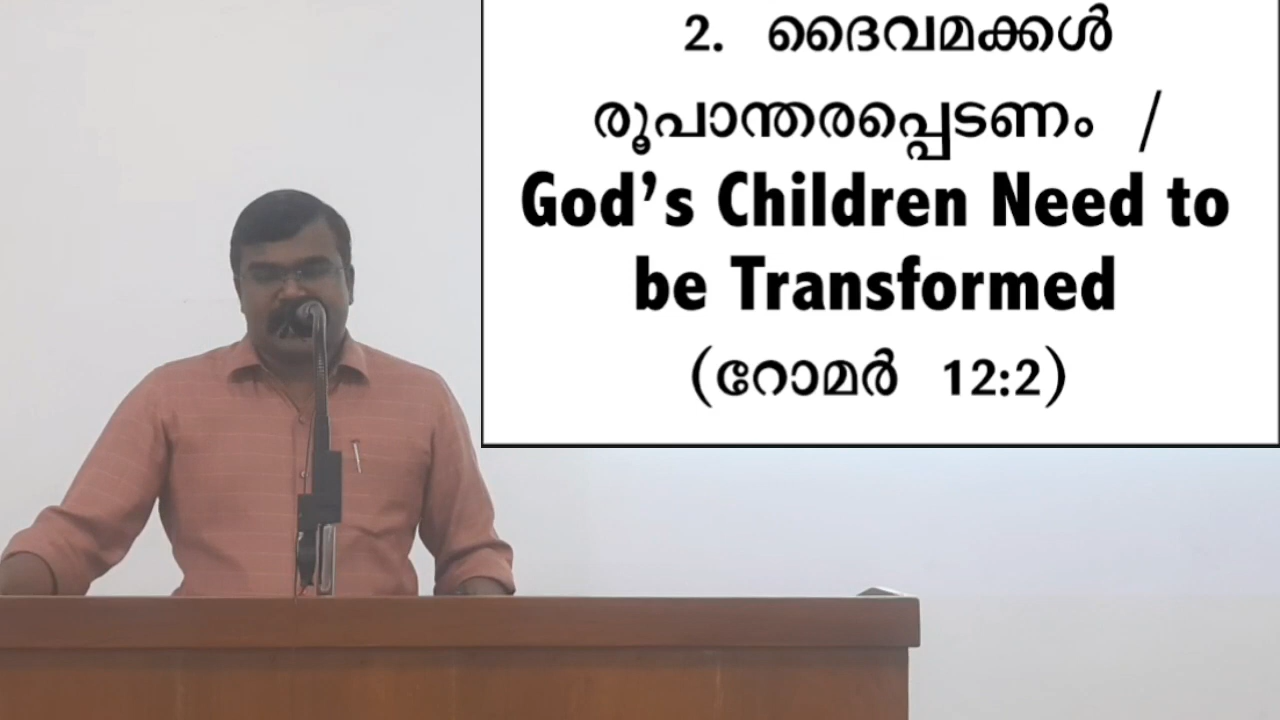 2. ദൈവമക്കൾ
രൂപാന്തരപ്പെടണം /
God's Children Need to
be Transformed
(റോമർ 12:2)